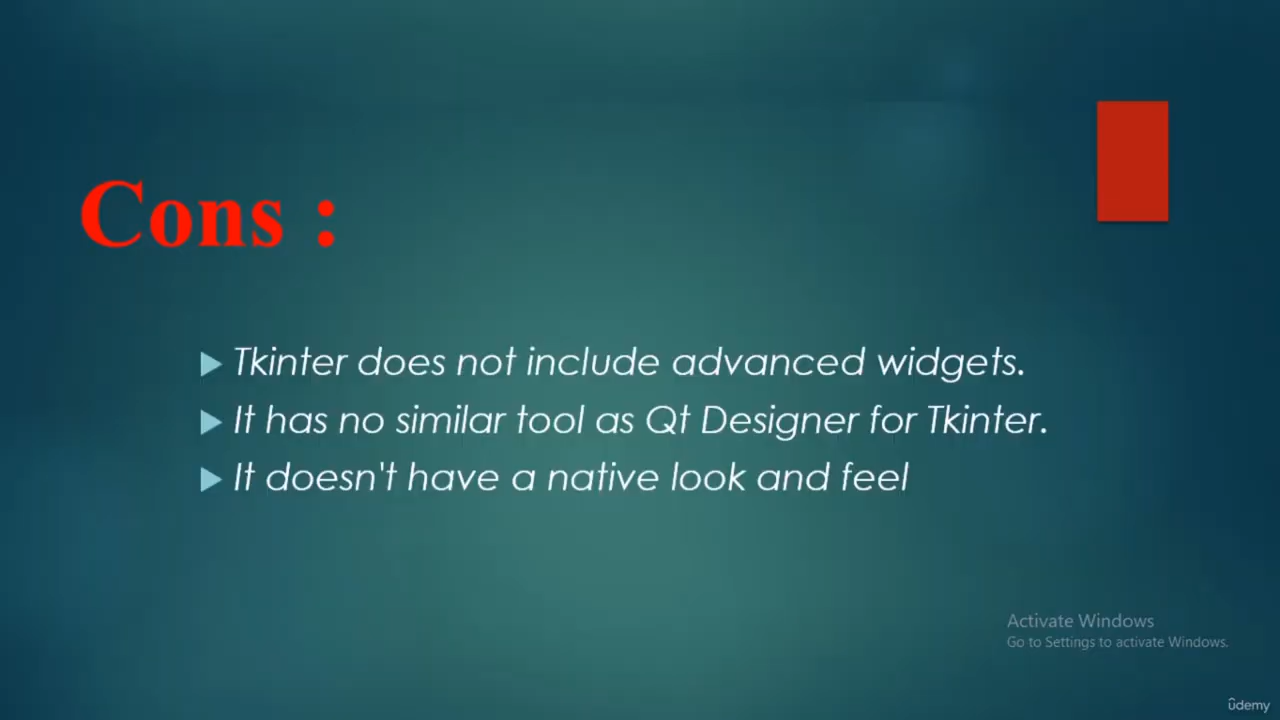 Cons :
Tkinter does not include advanced widgets.
It has no similar tool as Qt Designer for Tkinter.
It doesn't have a native look and feel
Activate Windows
Go to Settings to activate Windows.
ûdemy